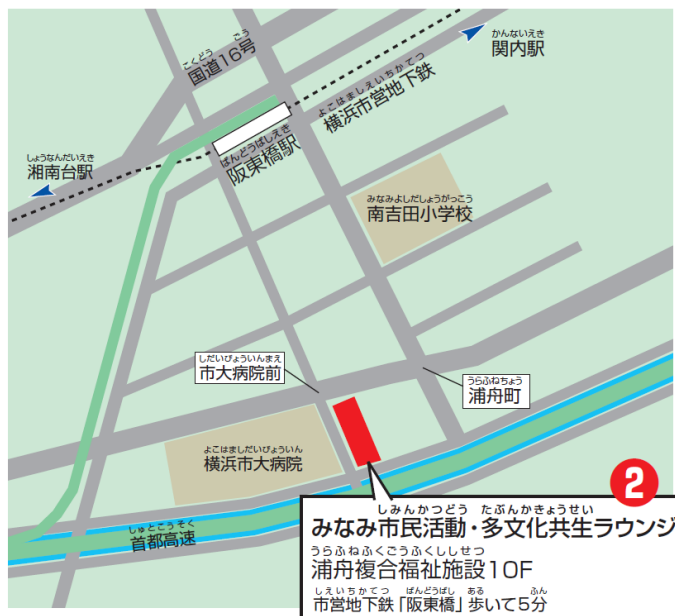 こくどう ごう
国道16号
かんないえき
関内駅
よこはましえいちかてつ
横浜市営地下鉄
しょうなんだいえき
湘南台駅
ばんどうばしえき
阪東橋駅
みなみよしだしょうがっこう
南吉田小学校
しだいびょういんまえ
市大病院前
うらふねちょう
浦舟町
よこはましだいびょういん
横浜市大病院
しゅとこうそく
首都高速
2
しみんかつどう たぶんかきょうせい
みなみ市民活動・多文化共生ラウンジ
うらふねふくごうふくししせつ
浦舟複合福祉施設10F
しえいちかてつ ばんどうばし ある ふん
市営地下鉄「阪東橋」歩いて5分